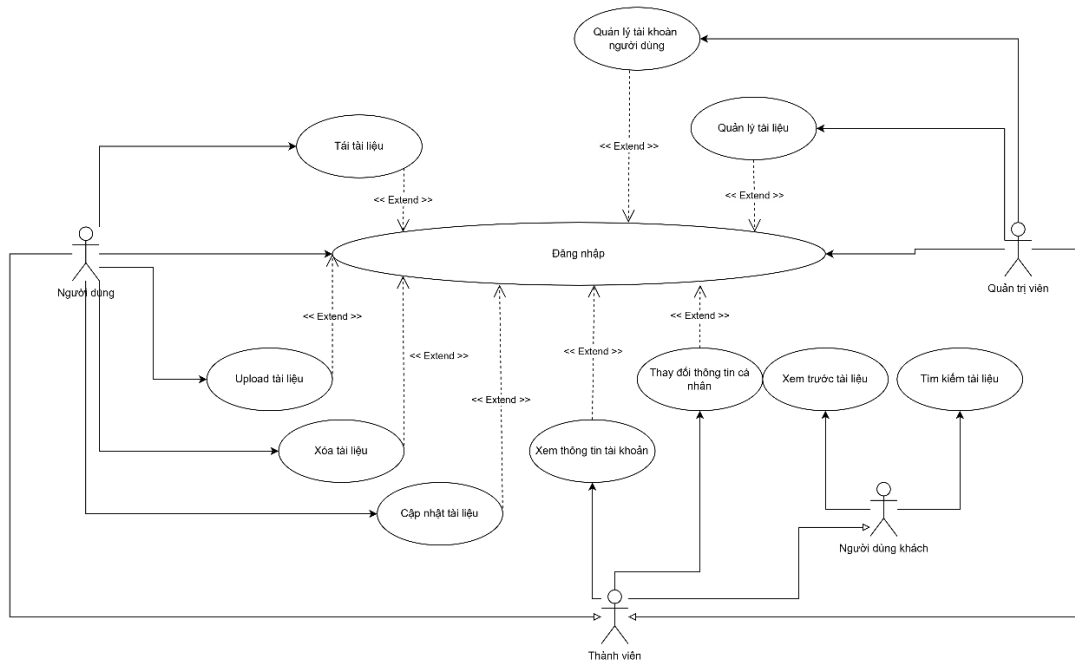 Quản lý tài khoản
người dùng
Quản lý tài liệu
Tải tài liệu
<< Extend >>
<< Extend >>
<< Extend >>
Đăng nhập
Người dùng
Quản trị viên
<< Extend >>
<< Extend >>
<< Extend >>
<< Extend >>
<< Extend >>
Upload tài liệu
Thay đổi thông tin cá
nhân
Xem trước tài liệu
Tìm kiếm tài liệu
Xóa tài liệu
Xem thông tin tài khoản
Cập nhật tài liệu
Người dùng khách
Thành viên